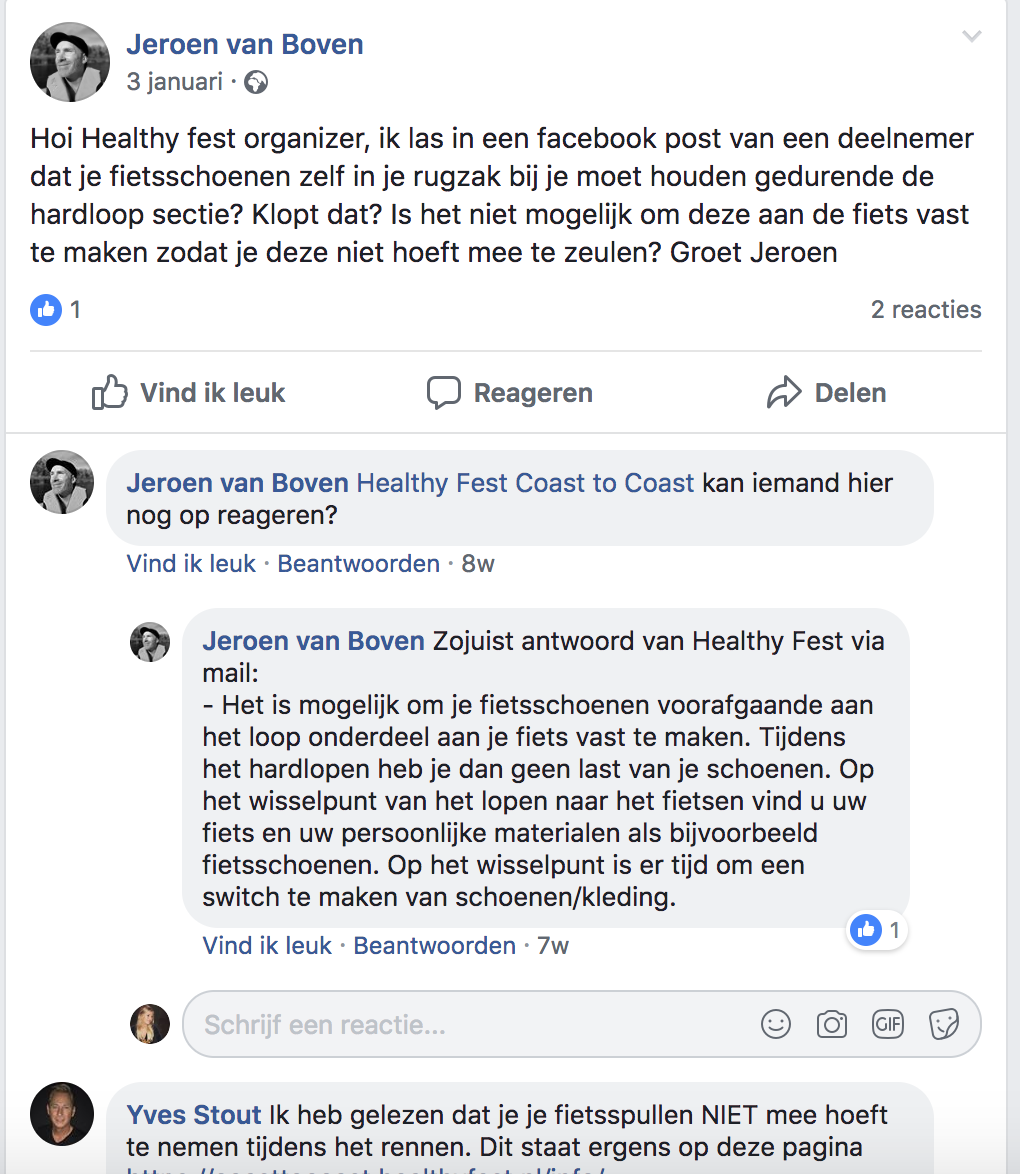 Jeroen van Boven
3 januari ·
Hoi Healthy fest organizer, ik las in een facebook post van een deelnemer
dat je fietsschoenen zelf in je rugzak bij je moet houden gedurende de
hardloop sectie? Klopt dat? Is het niet mogelijk om deze aan de fiets vast
te maken zodat je deze niet hoeft mee te zeulen? Groet Jeroen
1 2 reacties
Vind ik leuk Reageren Delen
Jeroen van Boven Healthy Fest Coast to Coast kan iemand hier
nog op reageren?
Vind ik leuk · Beantwoorden · 8w
Jeroen van Boven Zojuist antwoord van Healthy Fest via
mail:
- Het is mogelijk om je fietsschoenen voorafgaande aan
het loop onderdeel aan je fiets vast te maken. Tijdens
het hardlopen heb je dan geen last van je schoenen. Op
het wisselpunt van het lopen naar het fietsen vind u uw
fiets en uw persoonlijke materialen als bijvoorbeeld
fietsschoenen. Op het wisselpunt is er tijd om een
switch te maken van schoenen/kleding.
1
Vind ik leuk · Beantwoorden · 7w
Schrijf een reactie... GIF
Yves Stout Ik heb gelezen dat je je fietsspullen NIET mee hoeft
te nemen tijdens het rennen. Dit staat ergens op deze pagina